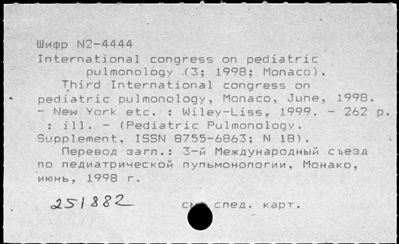 Шифр N2-4444
International congress on pediatric
pulmonology (3; 1998; Monaco).
Third International congress on
pediatric pulmonology, Monaco, June, 1998.
- New York etc. : Wiley-Liss, 1999. - 262 p.
: ill. - (Pediatric Pulmonology.
Supplement, ISSN 8755-6863; N 18).
Перевод загл.: 3-й Международный съезд
по педиатрической пульмонологии, Монако,
июнь, 1998 г.
251882 см. след. карт.